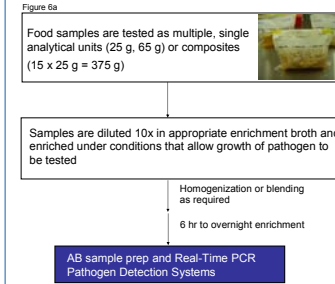 Figure 6a
Food samples are tested as multiple, single
analytical units (25 g, 65 g) or composites
(15 x 25 g = 375 g)
Samples are diluted 10x in appropriate enrichment broth and
enriched under conditions that allow growth of pathogen to
be tested
Homogenization or blending
as required
6 hr to overnight enrichment
AB sample prep and Real-Time PCR
Pathogen Detection Systems